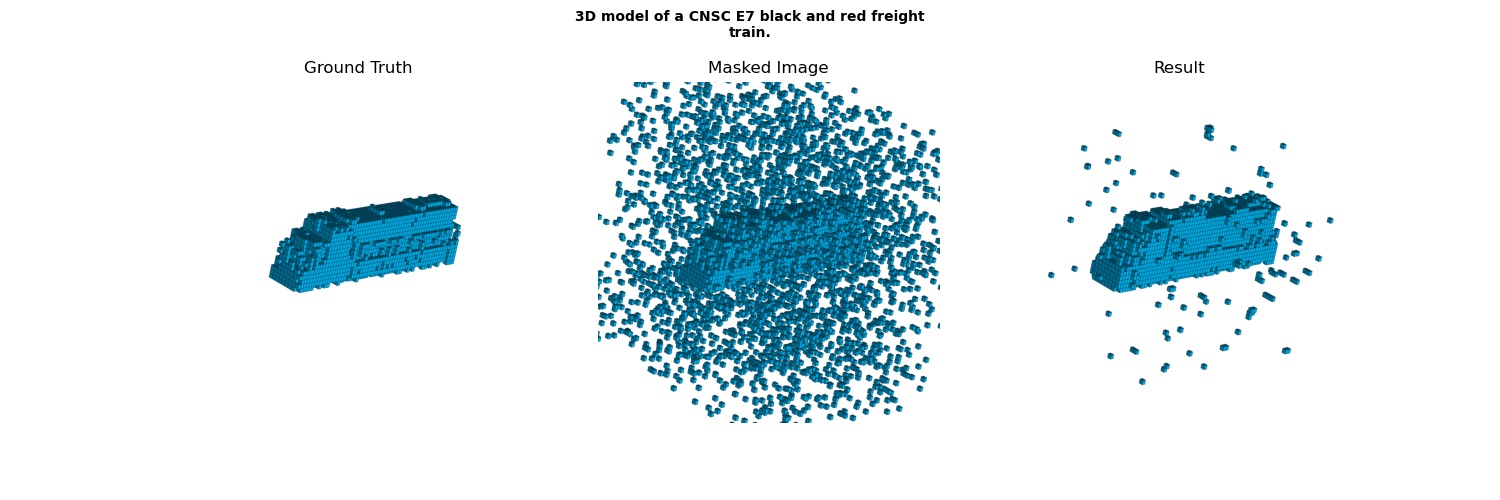 3D model of a CNSC E7 black and red freight
train.
Ground Truth
Masked Image
Result